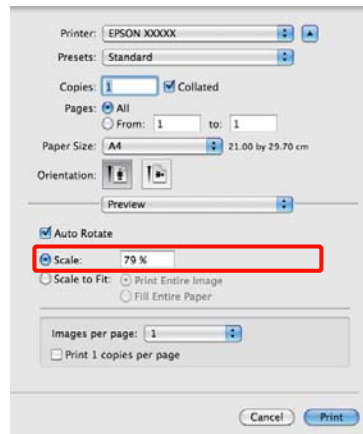 Printer: EPSON XXXXX
Presets: Standard
Copies: 1 Collated
Pages: All
From: 1 to: 1
Paper Size: A4 21.00 by 29.70 cm
Orientation:
Preview
Auto Rotate
Scale: 79 %
Scale to Fit: Print Entire Image
Fill Entire Paper
Images per page: 1
Print 1 copies per page
Cancel Print